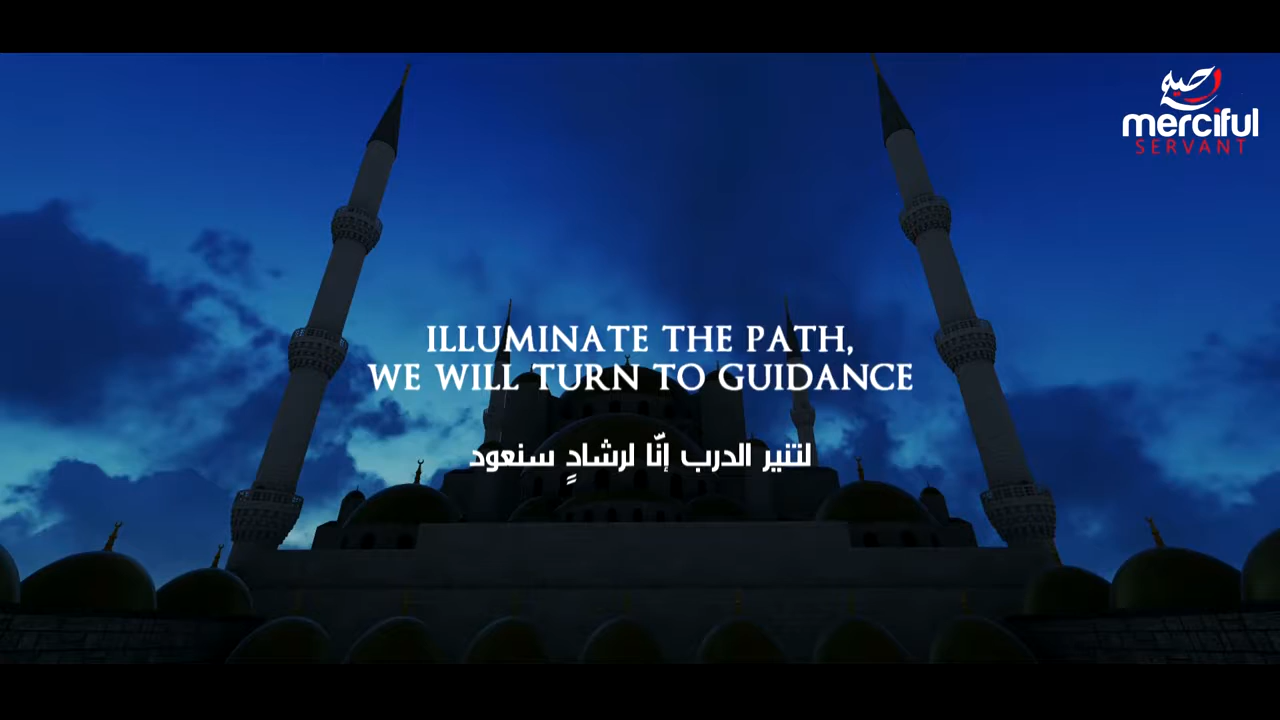 merciful
SERVANT
ILLUMINATE THE PATH,
WE WILL TURN TO GUIDANCE
لتنير الدرب إنّا لرشادٍ سنعود